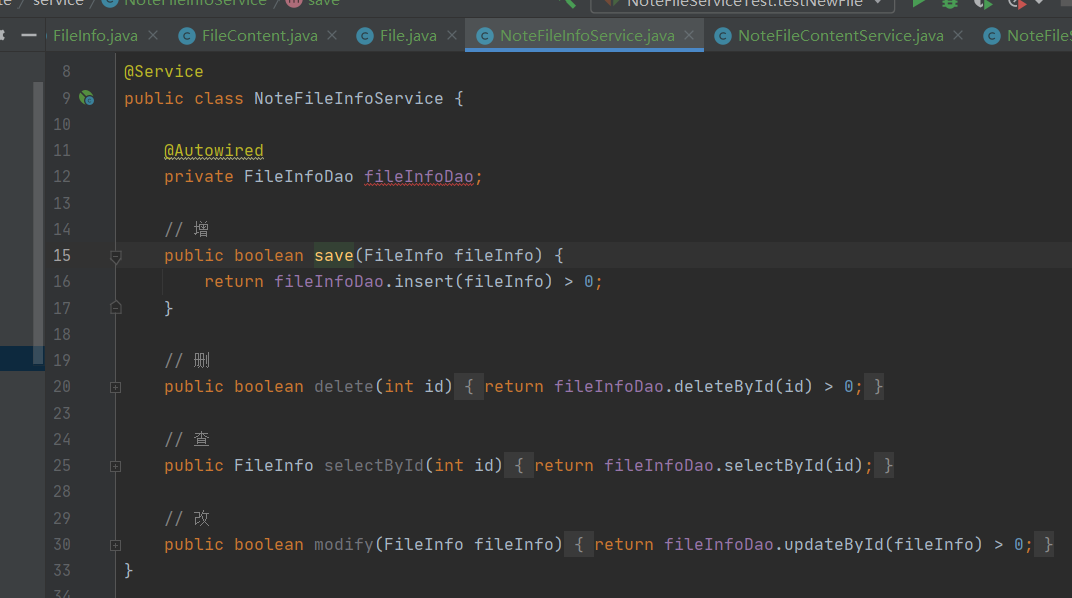 service / NoteFileInfoService / save NoteFileServiceTest.testNewFile
FileInfo.java FileContent.java File.java NoteFileInfoService.java NoteFileContentService.java
8 @Service
9 public class NoteFileInfoService {
10
11 @Autowired
12 private FileInfoDao fileInfoDao;
13
14 // 增
15 public boolean save(FileInfo fileInfo) {
16 return fileInfoDao.insert(fileInfo) > 0;
17 }
18
19 // 删
20 public boolean delete(int id) { return fileInfoDao.deleteById(id) > 0; }
23
24 // 查
25 public FileInfo selectById(int id) { return fileInfoDao.selectById(id); }
28
29 // 改
30 public boolean modify(FileInfo fileInfo) { return fileInfoDao.updateById(fileInfo) > 0; }
33 }
34